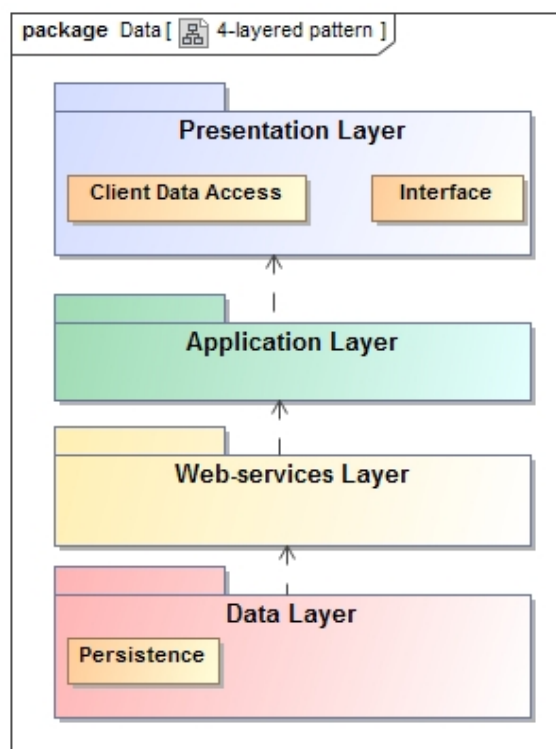 package Data [ 4-layered pattern ]
Presentation Layer
Client Data Access Interface
Application Layer
Web-services Layer
Data Layer
Persistence